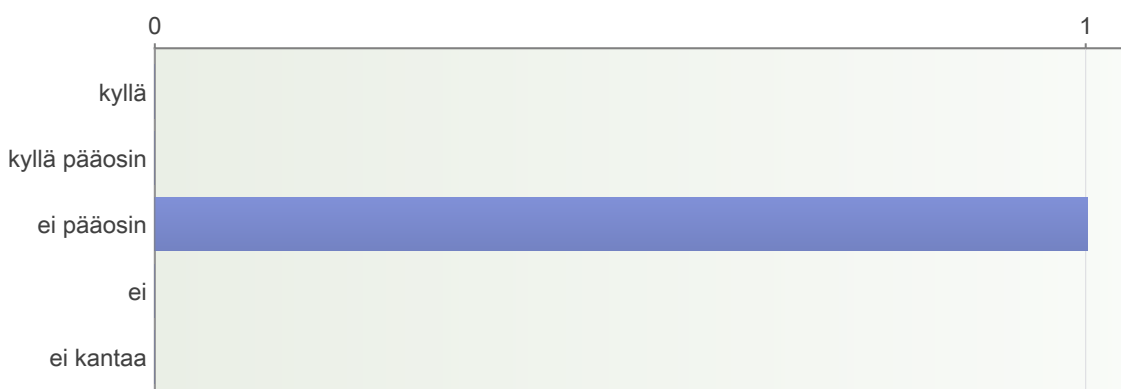 0 1
kyllä
kyllä pääosin
ei pääosin
ei
ei kantaa